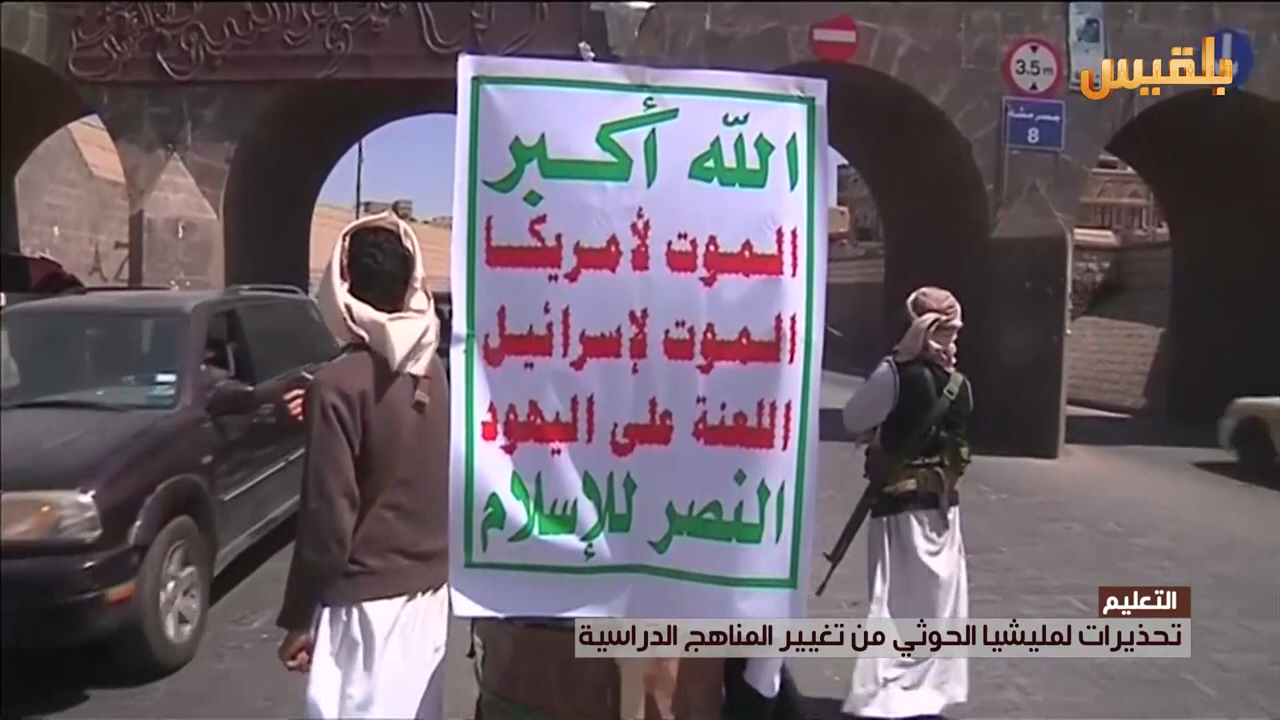 بلقيس
3.5m
8
الله أكبر
الموت لأمريكا
الموت لإسرائيل
اللعنة على اليهود
النصر للإسلام
التعليم
تحذيرات لمليشيا الحوثي من تغيير المناهج الدراسية